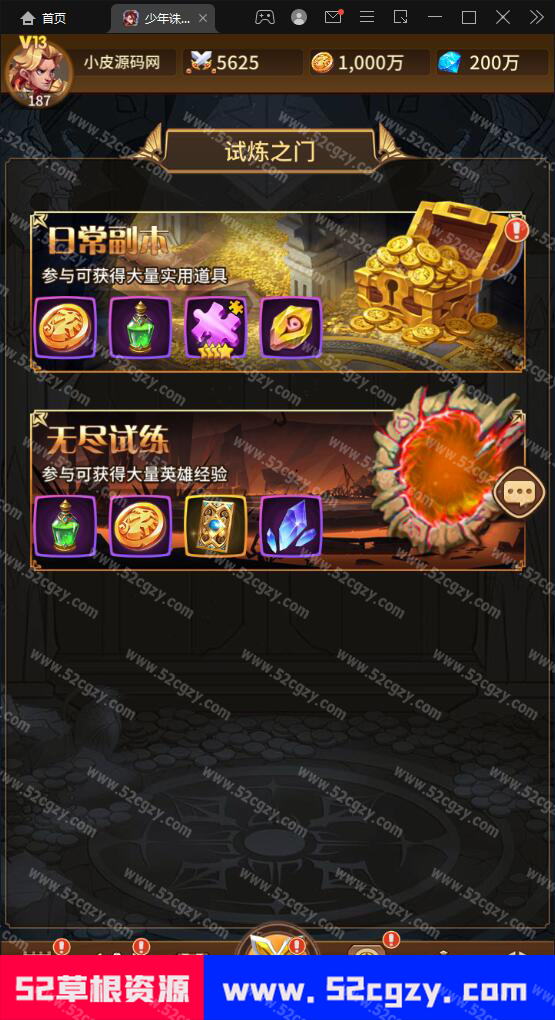 首页
少年诛...
V13
187
小皮源码网
5625
1,000万
200万
试炼之门
日常副本
参与可获得大量实用道具
无尽试练
参与可获得大量英雄经验
www.52cgzy.com
52草根资源
www.52cgzy.com